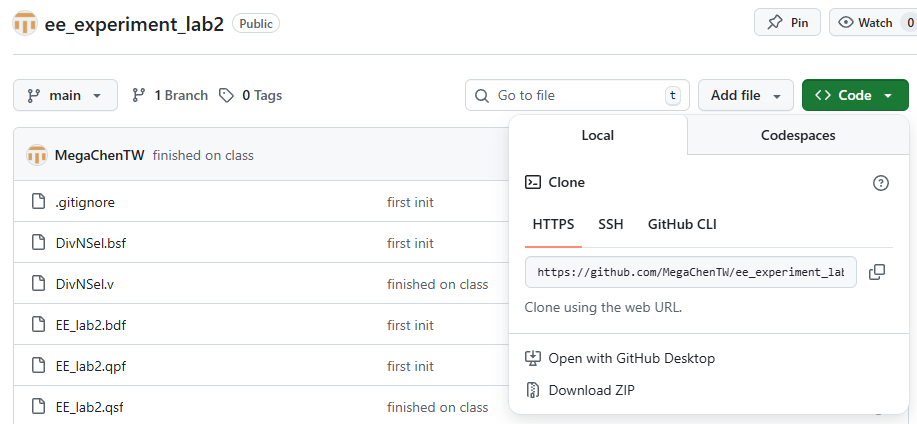 ee_experiment_lab2 Public Pin Watch 0
main 1 Branch 0 Tags Go to file t Add file Code
MegaChenTW finished on class
.gitignore first init
DivNSel.bsf first init
DivNSel.v finished on class
EE_lab2.bdf first init
EE_lab2.qpf first init
EE_lab2.qsf finished on class
Local Codespaces
Clone
HTTPS SSH GitHub CLI
https://github.com/MegaChenTW/ee_experiment_lab
Clone using the web URL.
Open with GitHub Desktop
Download ZIP